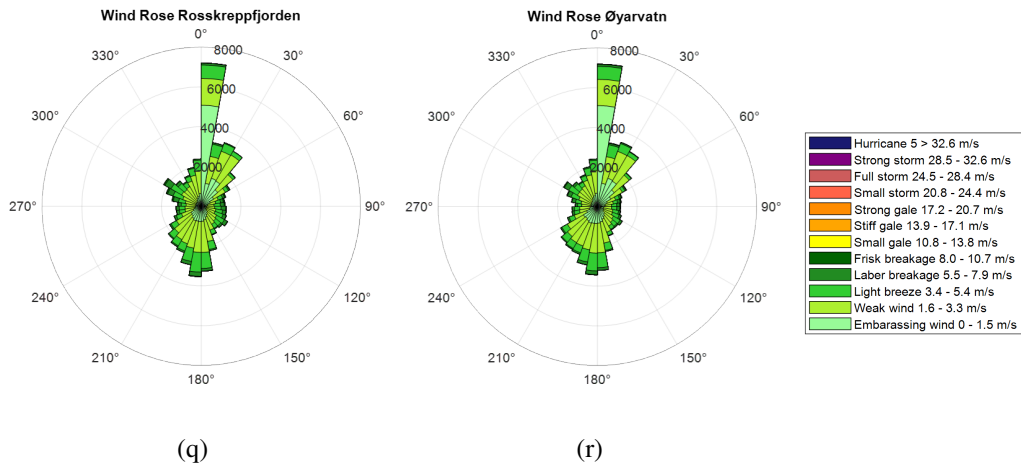 Wind Rose Rosskreppfjorden
0°
30°
60°
90°
120°
150°
180°
210°
240°
270°
300°
330°
8000
6000
4000
2000
(q)
Wind Rose Øyarvatn
0°
30°
60°
90°
120°
150°
180°
210°
240°
270°
300°
330°
8000
6000
4000
2000
(r)
Hurricane 5 > 32.6 m/s
Strong storm 28.5 - 32.6 m/s
Full storm 24.5 - 28.4 m/s
Small storm 20.8 - 24.4 m/s
Strong gale 17.2 - 20.7 m/s
Stiff gale 13.9 - 17.1 m/s
Small gale 10.8 - 13.8 m/s
Frisk breakage 8.0 - 10.7 m/s
Laber breakage 5.5 - 7.9 m/s
Light breeze 3.4 - 5.4 m/s
Weak wind 1.6 - 3.3 m/s
Embarassing wind 0 - 1.5 m/s